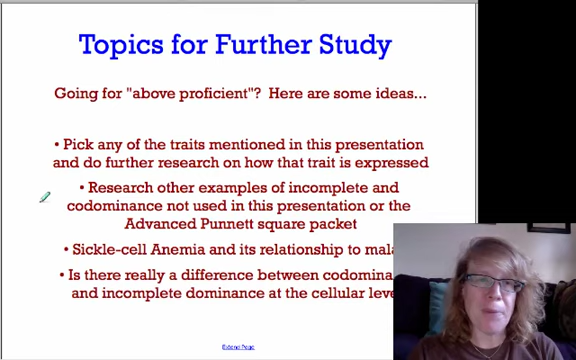 Topics for Further Study
Going for "above proficient"? Here are some ideas...
• Pick any of the traits mentioned in this presentation
and do further research on how that trait is expressed
• Research other examples of incomplete and
codominance not used in this presentation or the
Advanced Punnett square packet
• Sickle-cell Anemia and its relationship to
• Is there really a difference between
and incomplete dominance at the cellular